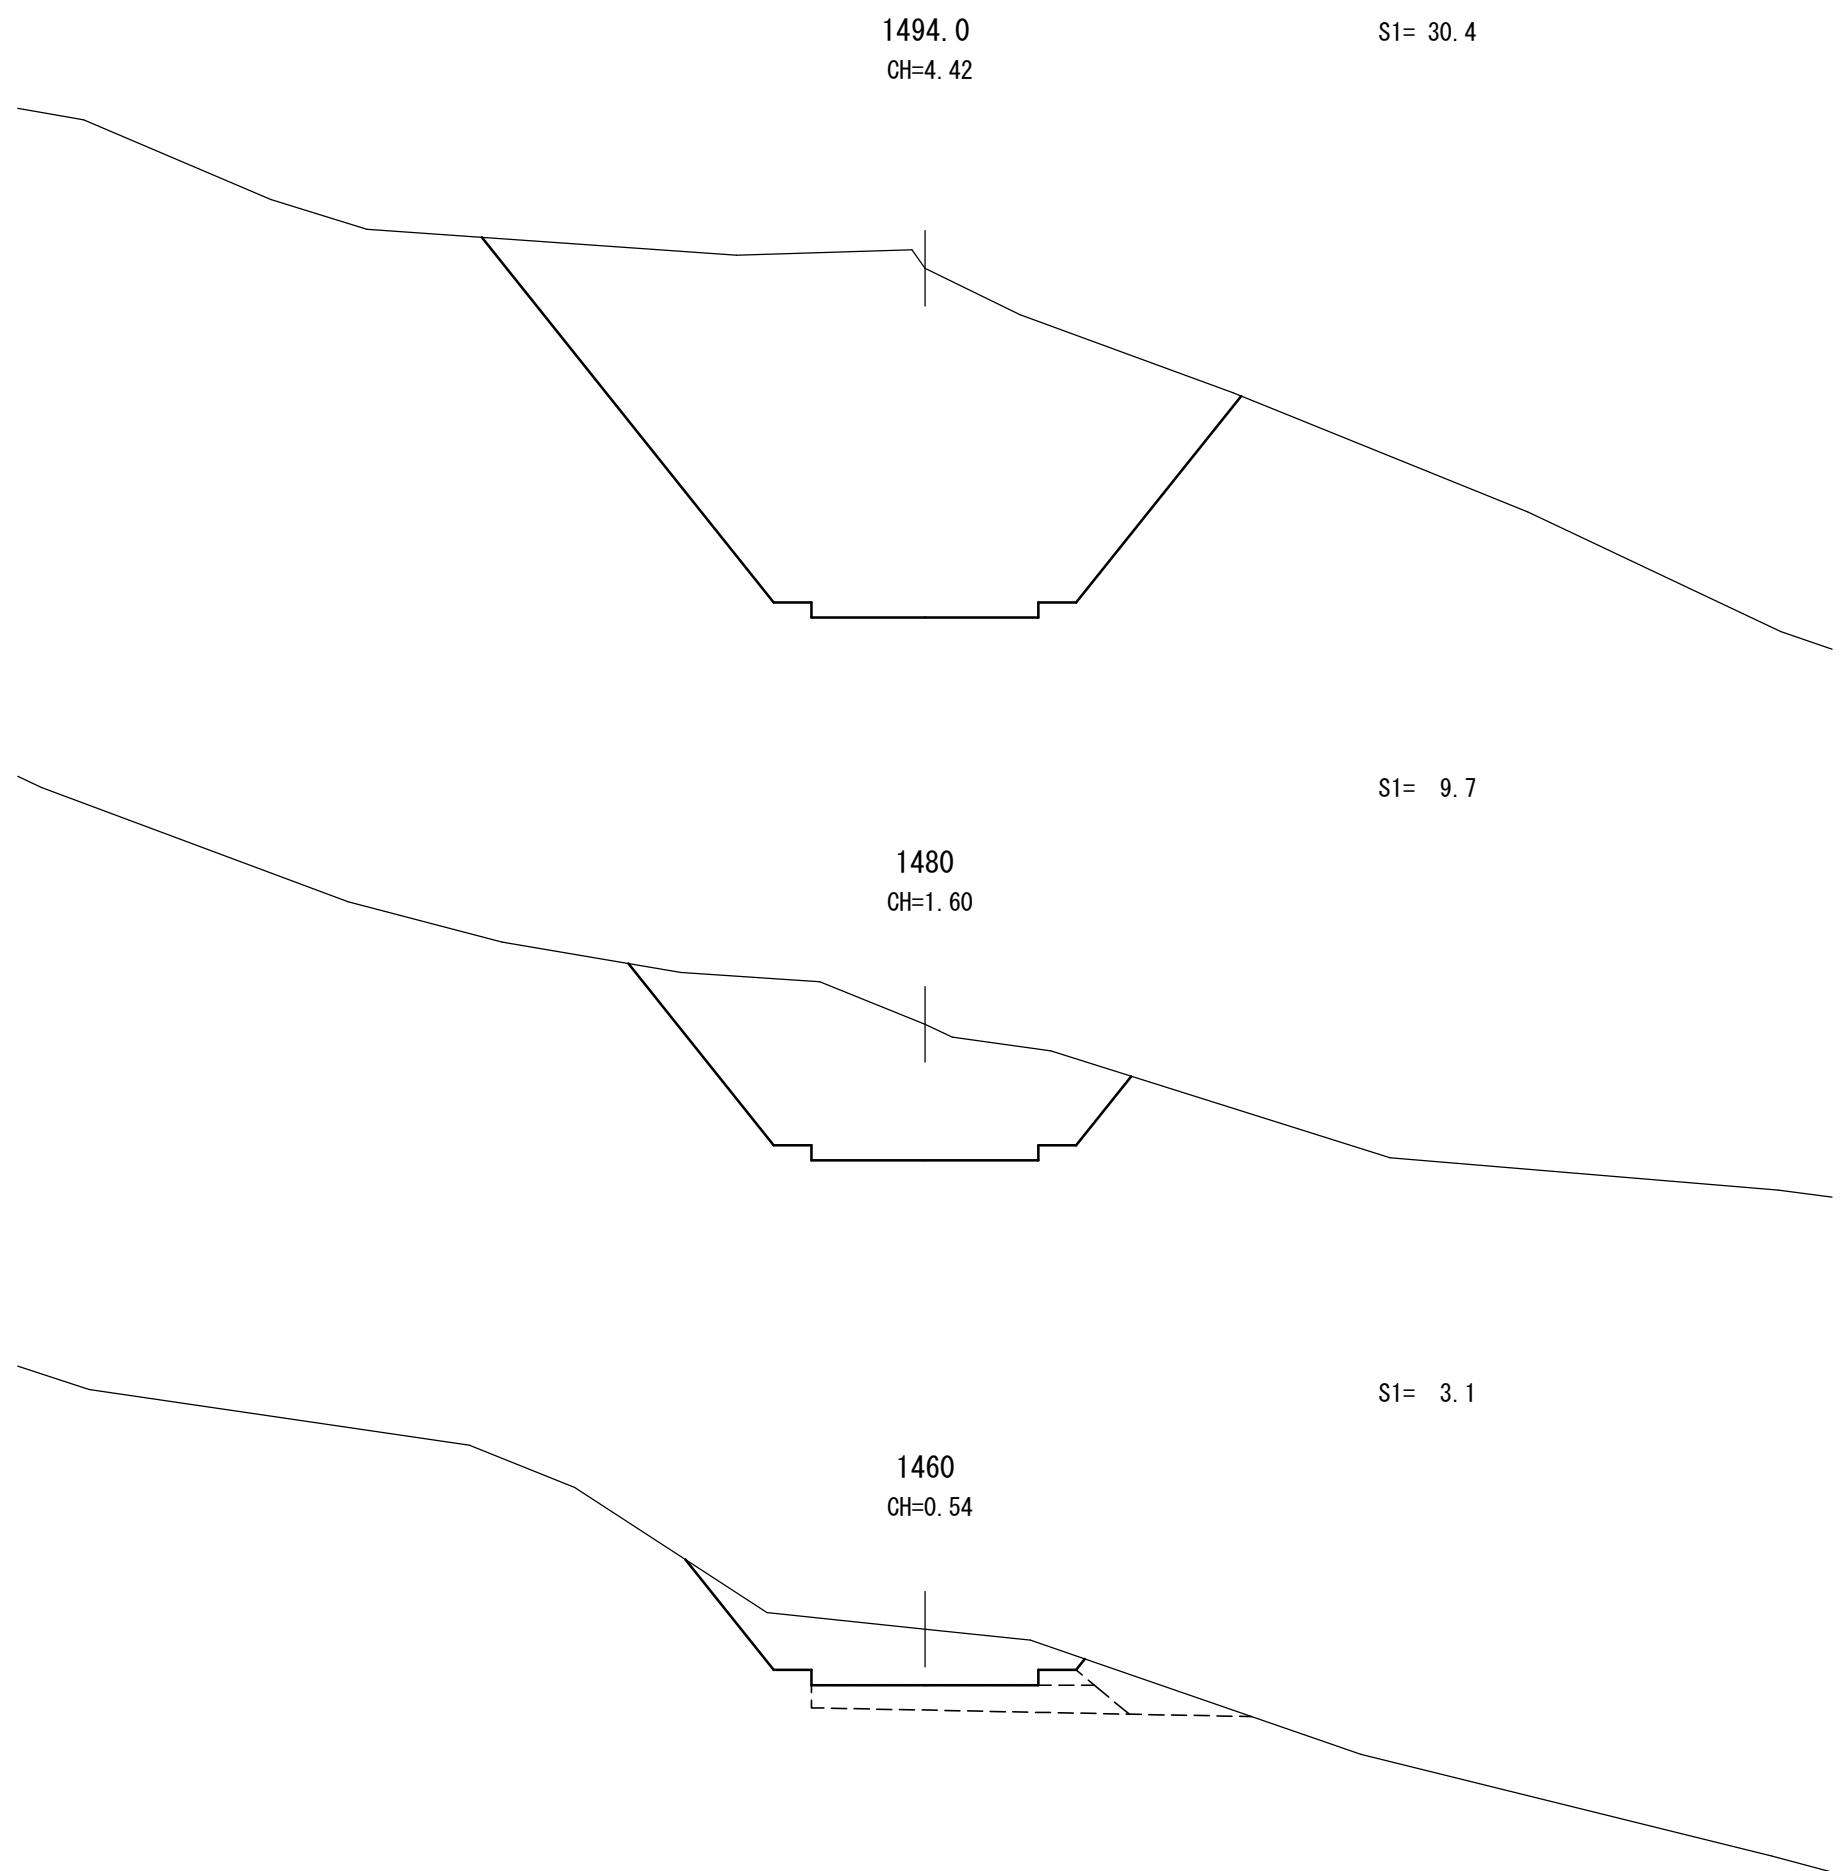 1494.0
S1= 30.4
CH=4.42
S1= 9.7
1480
CH=1.60
S1= 3.1
1460
CH=0.54